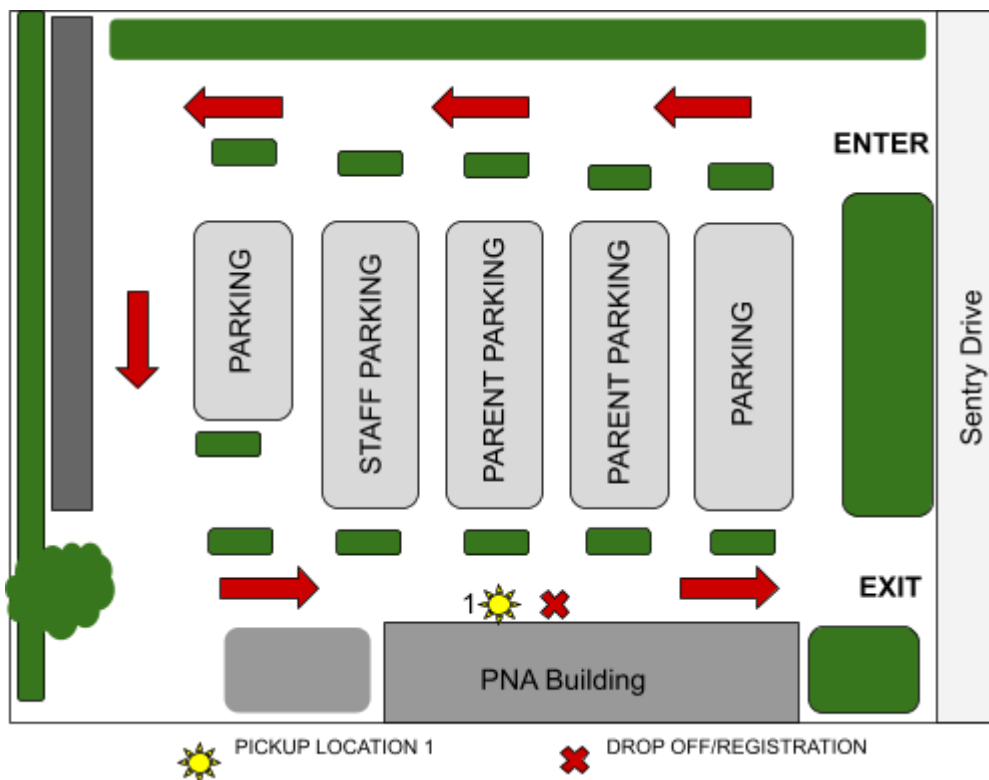 ENTER
PARKING
STAFF PARKING
PARENT PARKING
PARENT PARKING
PARKING
Sentry Drive
EXIT
1
PNA Building
PICKUP LOCATION 1
DROP OFF/REGISTRATION